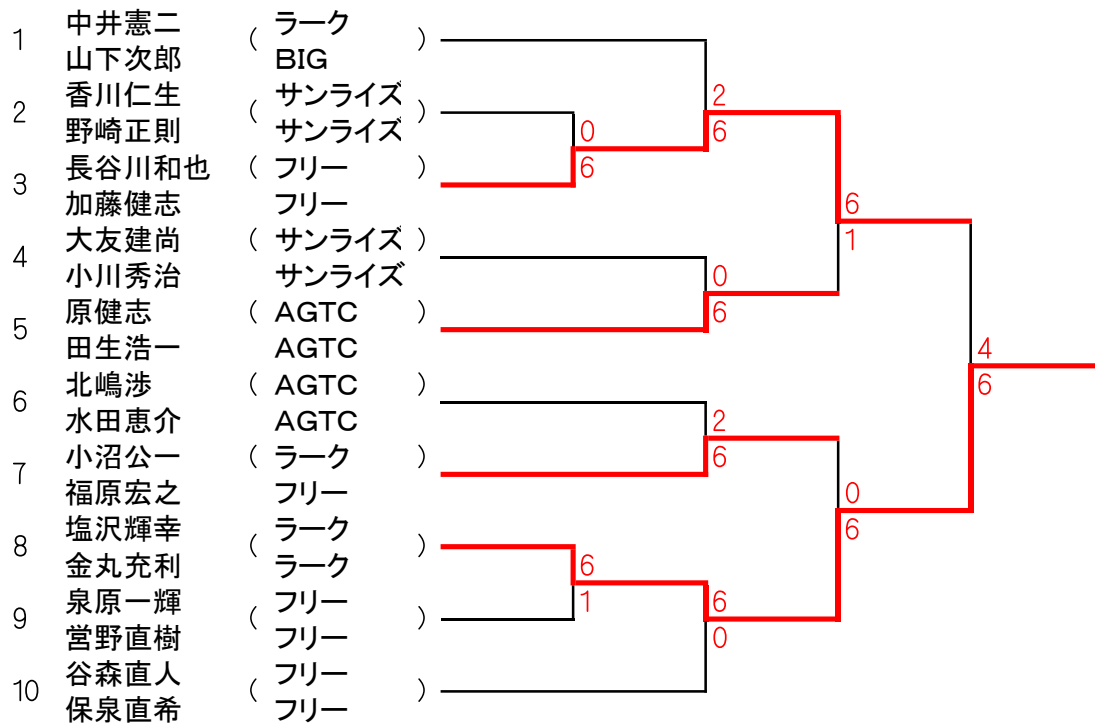 1 中井憲二 ( ラーク )
山下次郎 BIG
2 香川仁生 ( サンライズ )
野崎正則 サンライズ
3 長谷川和也 ( フリー )
加藤健志 フリー
4 大友建尚 ( サンライズ )
小川秀治 サンライズ
5 原健志 ( AGTC )
田生浩一 AGTC
6 北嶋渉 ( AGTC )
水田恵介 AGTC
7 小沼公一 ( ラーク )
福原宏之 フリー
8 塩沢輝幸 ( ラーク )
金丸充利 ラーク
9 泉原一輝 ( フリー )
営野直樹 フリー
10 谷森直人 ( フリー )
保泉直希 フリー
0
6
6
1
2
6
0
6
2
6
6
0
6
1
0
6
4
6